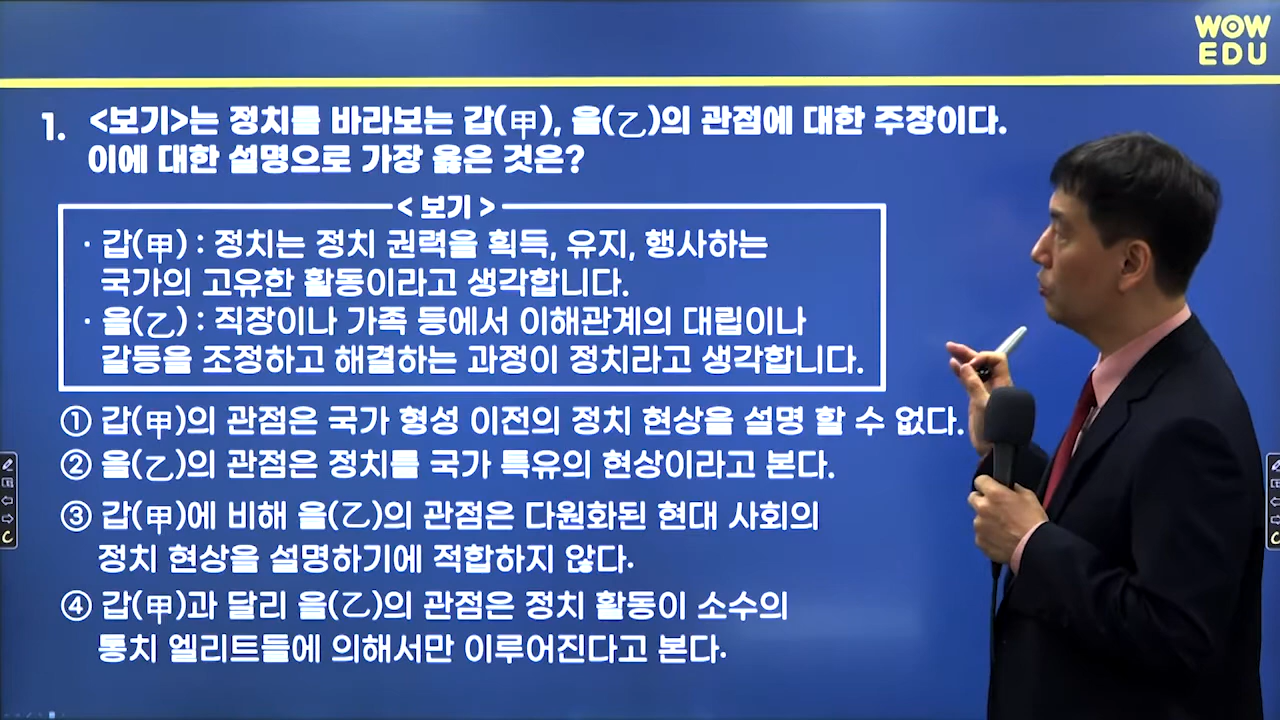 WOW
EDU
1. <보기>는 정치를 바라보는 갑(甲), 을(乙)의 관점에 대한 주장이다.
이에 대한 설명으로 가장 옳은 것은?
< 보기 >
· 갑(甲) : 정치는 정치 권력을 획득, 유지, 행사하는
국가의 고유한 활동이라고 생각합니다.
· 을(乙) : 직장이나 가족 등에서 이해관계의 대립이나
갈등을 조정하고 해결하는 과정이 정치라고 생각합니다.
① 갑(甲)의 관점은 국가 형성 이전의 정치 현상을 설명 할 수 없다.
② 을(乙)의 관점은 정치를 국가 특유의 현상이라고 본다.
③ 갑(甲)에 비해 을(乙)의 관점은 다원화된 현대 사회의
정치 현상을 설명하기에 적합하지 않다.
④ 갑(甲)과 달리 을(乙)의 관점은 정치 활동이 소수의
통치 엘리트들에 의해서만 이루어진다고 본다.